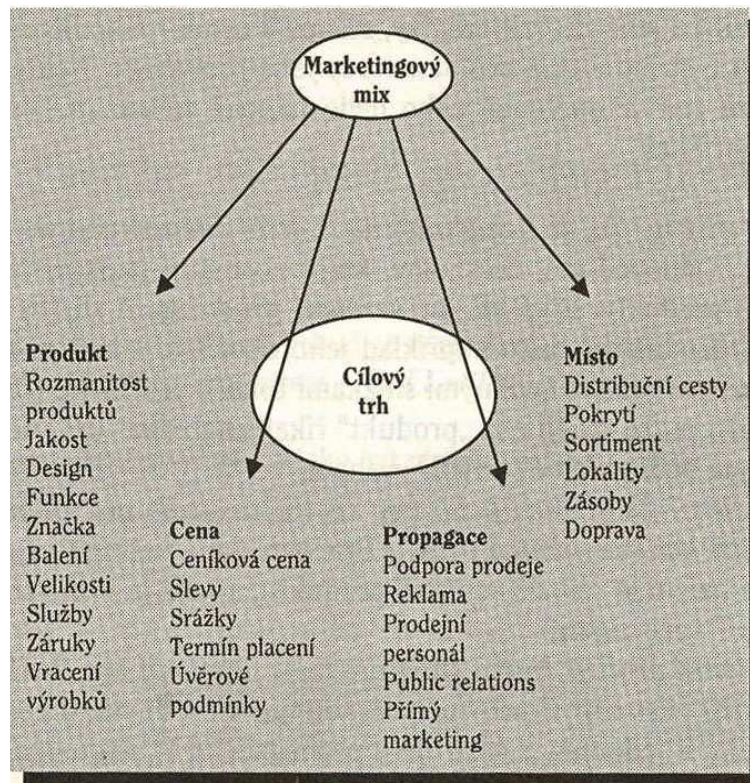 Marketingový
mix
Cílový
trh
Produkt
Rozmanitost
produktů
Jakost
Design
Funkce
Značka
Balení
Velikosti
Služby
Záruky
Vracení
výrobků
Cena
Ceníková cena
Slevy
Srážky
Termín placení
Úvěrové
podmínky
Propagace
Podpora prodeje
Reklama
Prodejní
personál
Public relations
Přímý
marketing
Místo
Distribuční cesty
Pokrytí
Sortiment
Lokality
Zásoby
Doprava